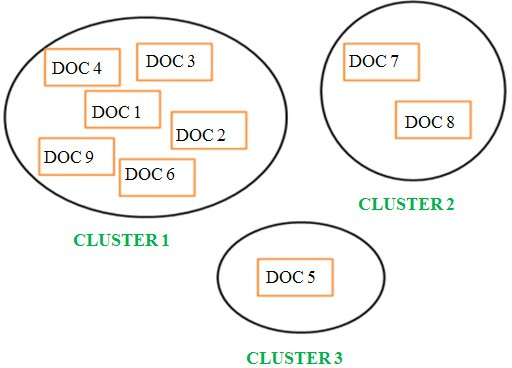 DOC 4
DOC 3
DOC 1
DOC 2
DOC 9
DOC 6
CLUSTER 1
DOC 7
DOC 8
CLUSTER 2
DOC 5
CLUSTER 3